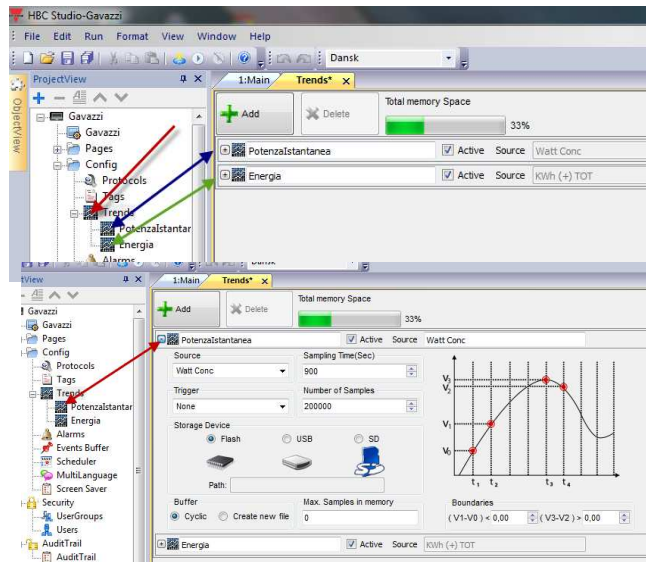 HBC Studio-Gavazzi
File Edit Run Format View Window Help
Dansk
ProjectView
1:Main Trends* x
ObjectView
Add Delete Total memory Space
33%
Gavazzi
Gavazzi
Pages
Config
Protocols
Tags
Trends
PotenzaIstantar
Energia
Alarms
PotenzaIstantanea Active Source Watt Conc
Energia Active Source KWh (+) TOT
1:Main Trends* x
Add Delete Total memory Space
33%
Gavazzi
Gavazzi
Pages
Config
Protocols
Tags
Trends
PotenzaIstantar
Energia
Alarms
Events Buffer
Scheduler
MultiLanguage
Screen Saver
Security
UserGroups
Users
AuditTrail
AuditTrail
PotenzaIstantanea Active Source Watt Conc
Source Sampling Time(Sec)
Watt Conc 900
Trigger Number of Samples
None 200000
Storage Device
Flash USB SD
Path:
Buffer Max. Samples in memory
Cyclic Create new file 0
V3
V2
V1
V0
t1 t2 t3 t4
Boundaries
( V1-V0 ) < 0,00 ( V3-V2 ) > 0,00
Energia Active Source KWh (+) TOT